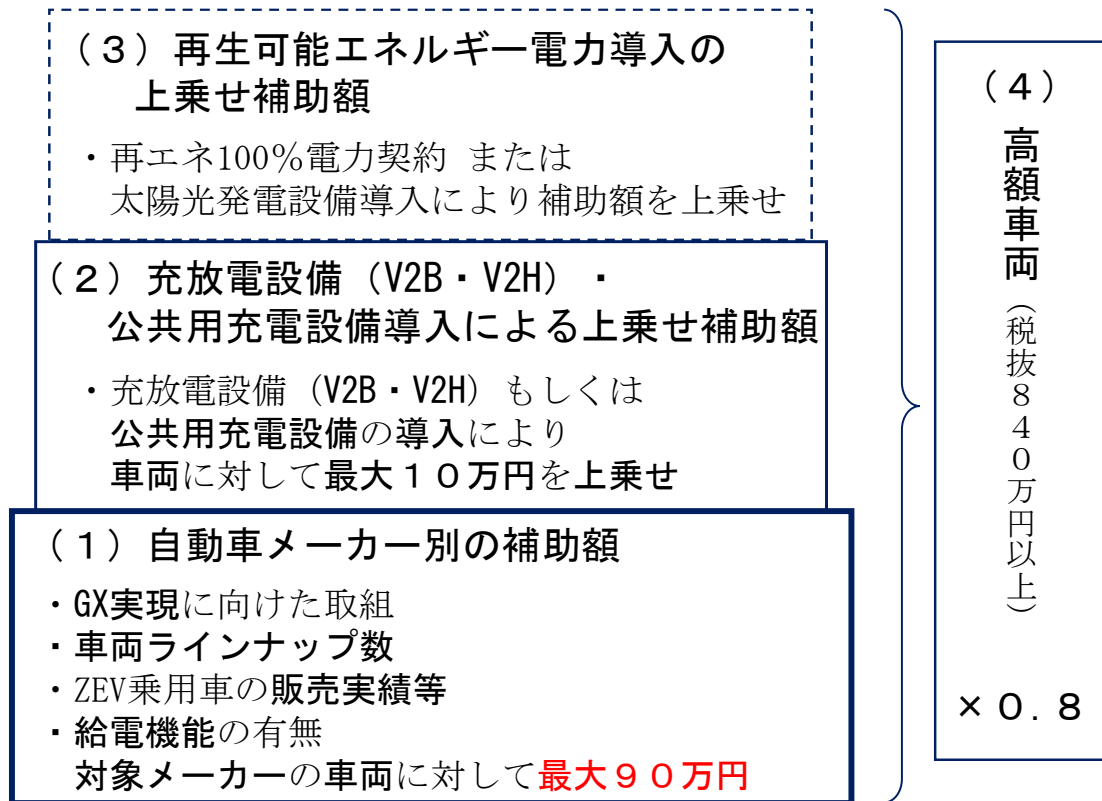 （３）再生可能エネルギー電力導入の
上乗せ補助額
・再エネ100％電力契約 または
太陽光発電設備導入により補助額を上乗せ
（２）充放電設備（V2B・V2H）・
公共用充電設備導入による上乗せ補助額
・充放電設備（V2B・V2H）もしくは
公共用充電設備の導入により
車両に対して最大１０万円を上乗せ
（１）自動車メーカー別の補助額
・GX実現に向けた取組
・車両ラインナップ数
・ZEV乗用車の販売実績等
・給電機能の有無
対象メーカーの車両に対して最大９０万円
（４）
高額車両（税抜８４０万円以上）
×０.８